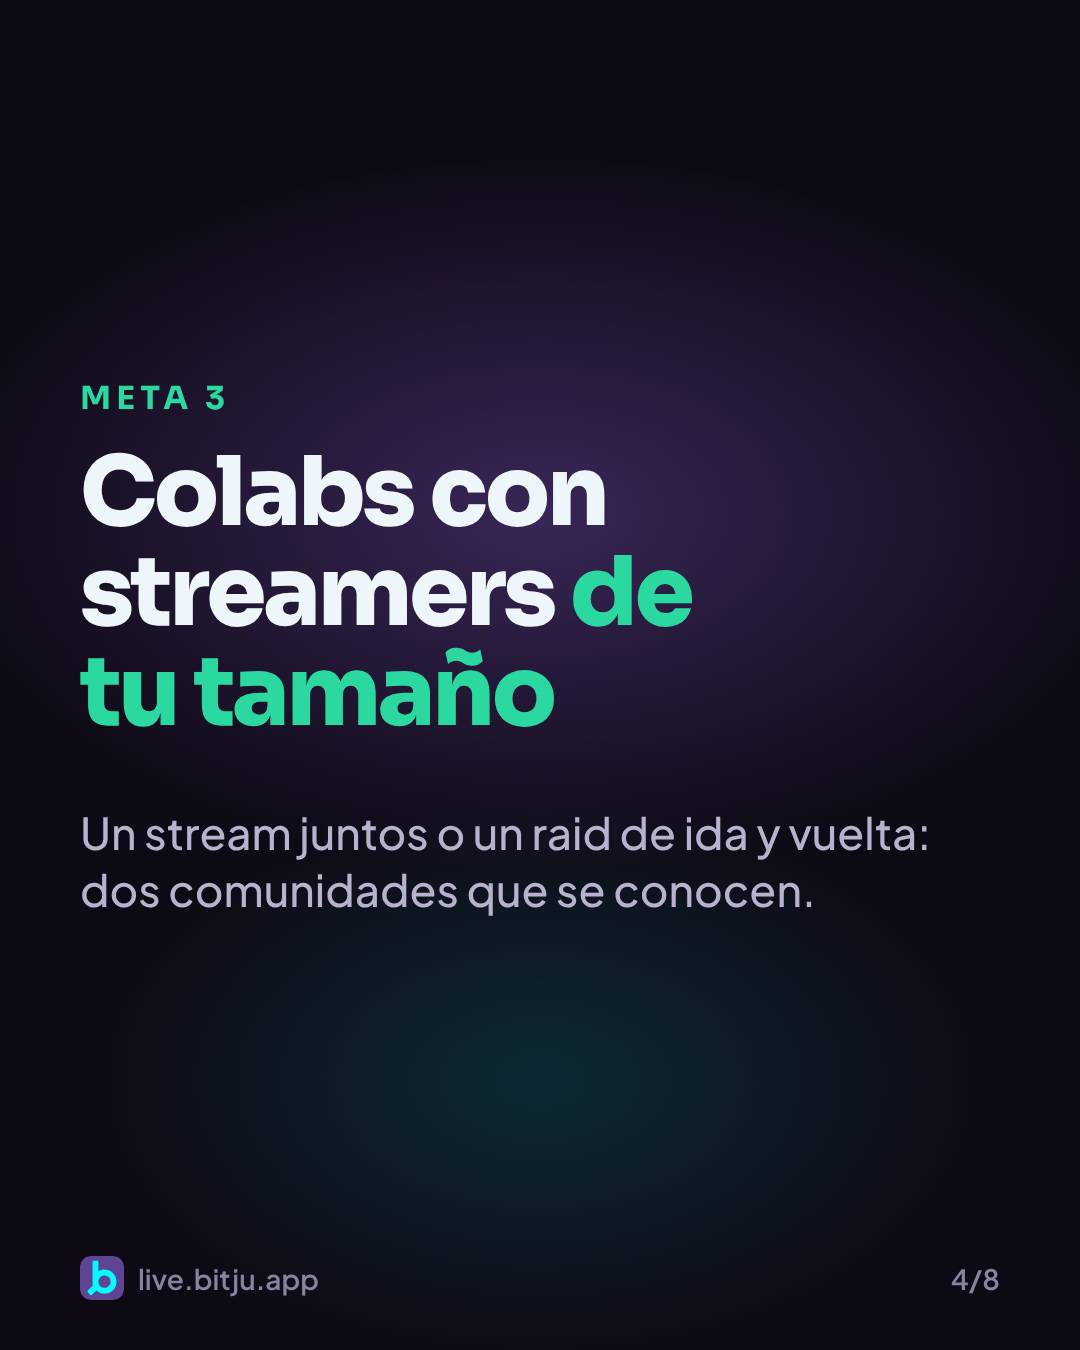 META 3
Colabs con
streamers de
tu tamaño
Un stream juntos o un raid de ida y vuelta:
dos comunidades que se conocen.
b live.bitju.app
4/8